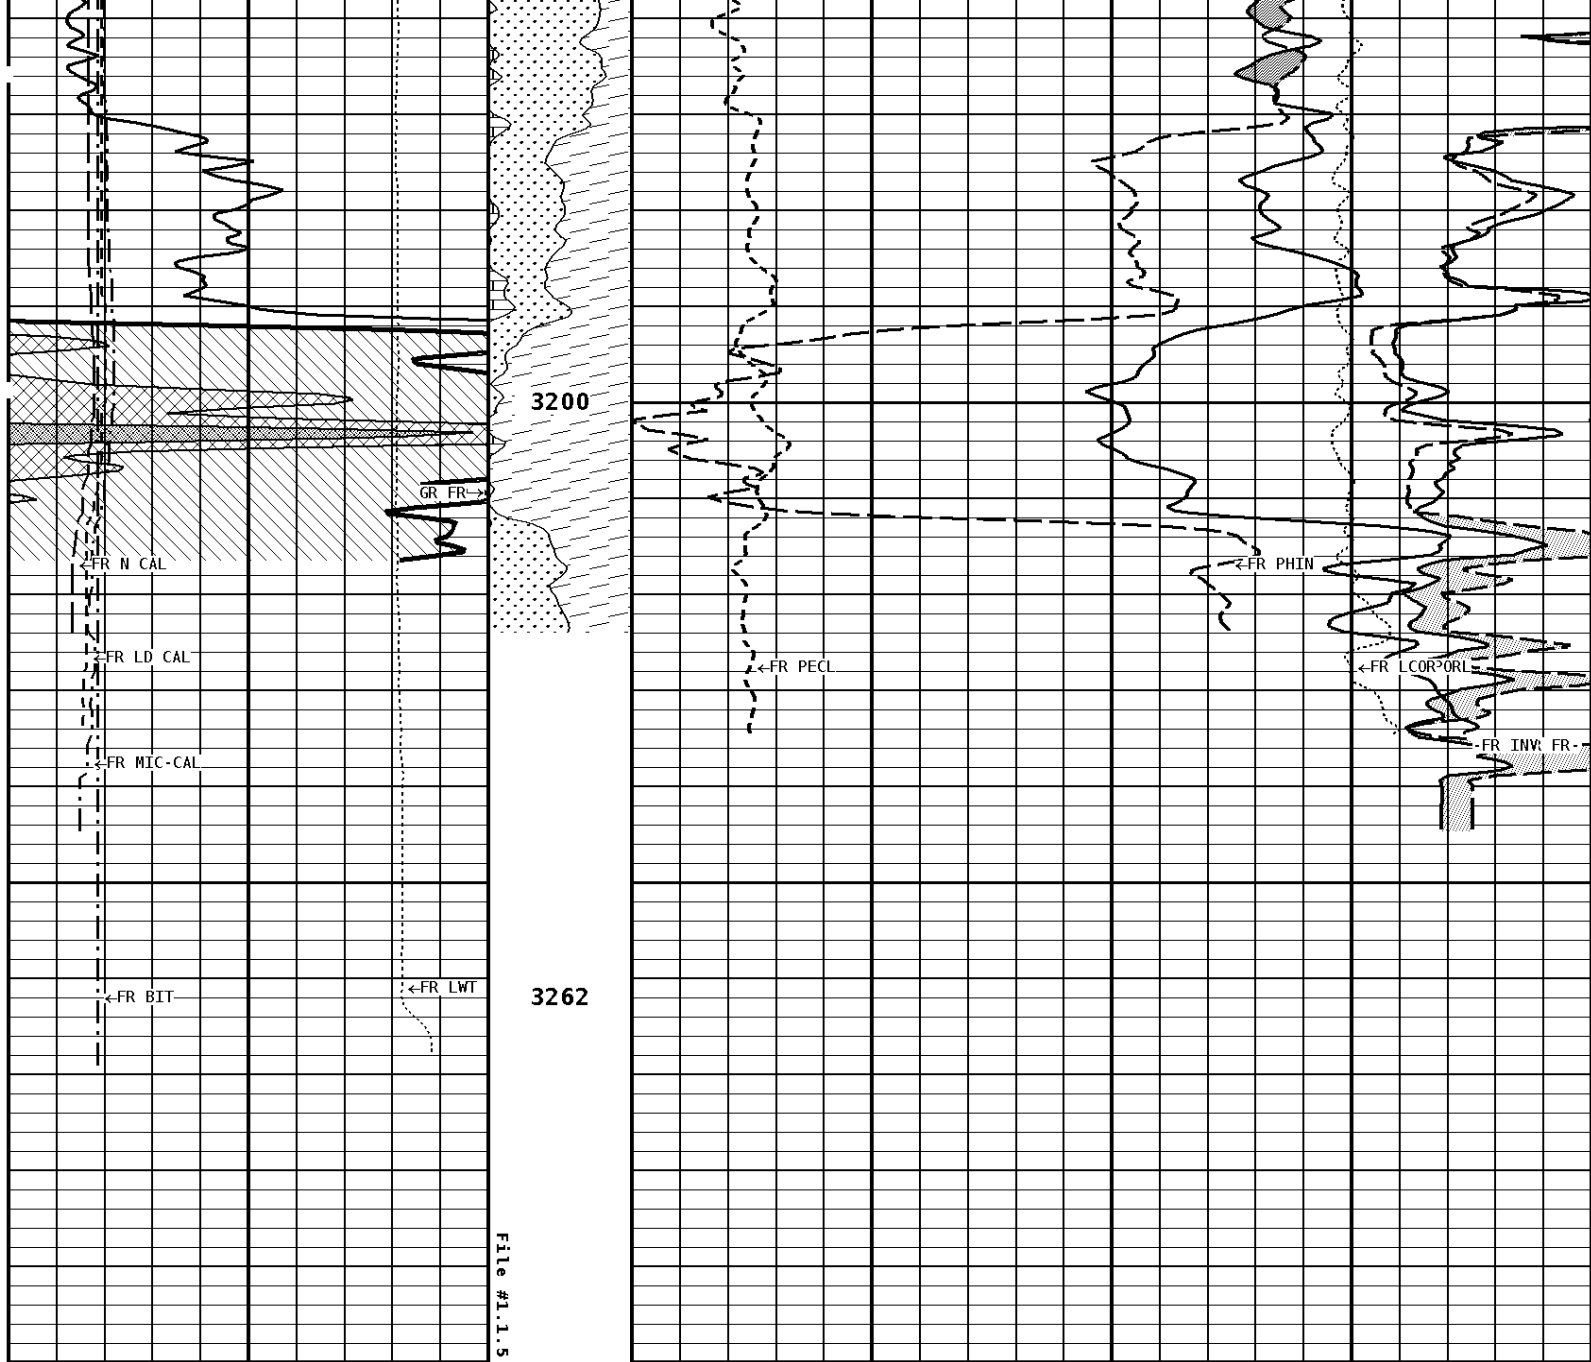 3200
GR FR→
←FR N CAL
←FR PHIN
←FR LD CAL
←FR PECL
←FR LCORPORL
-FR INV FR-
←FR MIC-CAL
←FR LWT
←FR BIT
3262
File #1.1.5